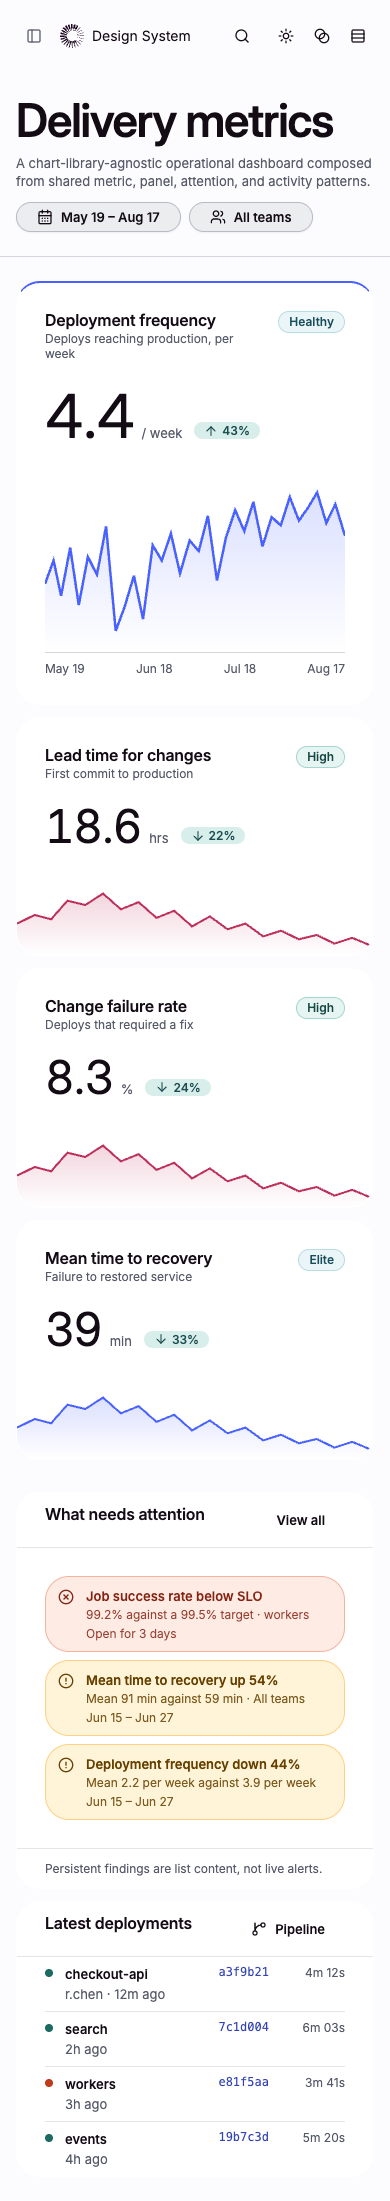 Design System
Delivery metrics
A chart-library-agnostic operational dashboard composed
from shared metric, panel, attention, and activity patterns.
May 19 – Aug 17
All teams
Deployment frequency
Healthy
Deploys reaching production, per
week
4.4 / week ↑ 43%
May 19 Jun 18 Jul 18 Aug 17
Lead time for changes
High
First commit to production
18.6 hrs ↓ 22%
Change failure rate
High
Deploys that required a fix
8.3 % ↓ 24%
Mean time to recovery
Elite
Failure to restored service
39 min ↓ 33%
What needs attention
View all
Job success rate below SLO
99.2% against a 99.5% target · workers
Open for 3 days
Mean time to recovery up 54%
Mean 91 min against 59 min · All teams
Jun 15 – Jun 27
Deployment frequency down 44%
Mean 2.2 per week against 3.9 per week
Jun 15 – Jun 27
Persistent findings are list content, not live alerts.
Latest deployments
Pipeline
checkout-api a3f9b21 4m 12s
r.chen · 12m ago
search 7c1d004 6m 03s
2h ago
workers e81f5aa 3m 41s
3h ago
events 19b7c3d 5m 20s
4h ago